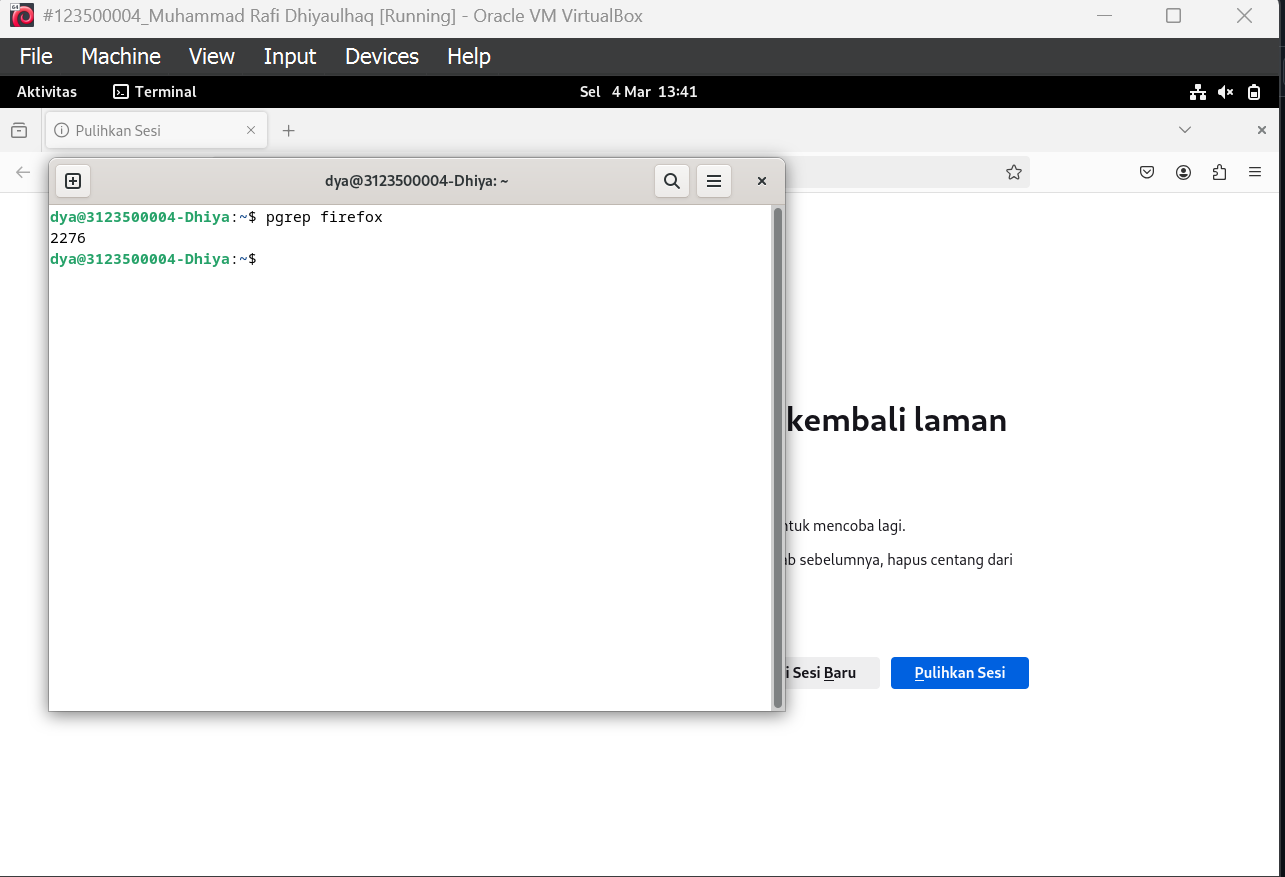 #123500004_Muhammad Rafi Dhiyaulhaq [Running] - Oracle VM VirtualBox
File Machine View Input Devices Help
Aktivitas Terminal Sel 4 Mar 13:41
Pulihkan Sesi
dya@3123500004-Dhiya: ~
dya@3123500004-Dhiya:~$ pgrep firefox
2276
dya@3123500004-Dhiya:~$
kembali laman
mencoba lagi.
sebelumnya, hapus centang dari
Sesi Baru Pulihkan Sesi